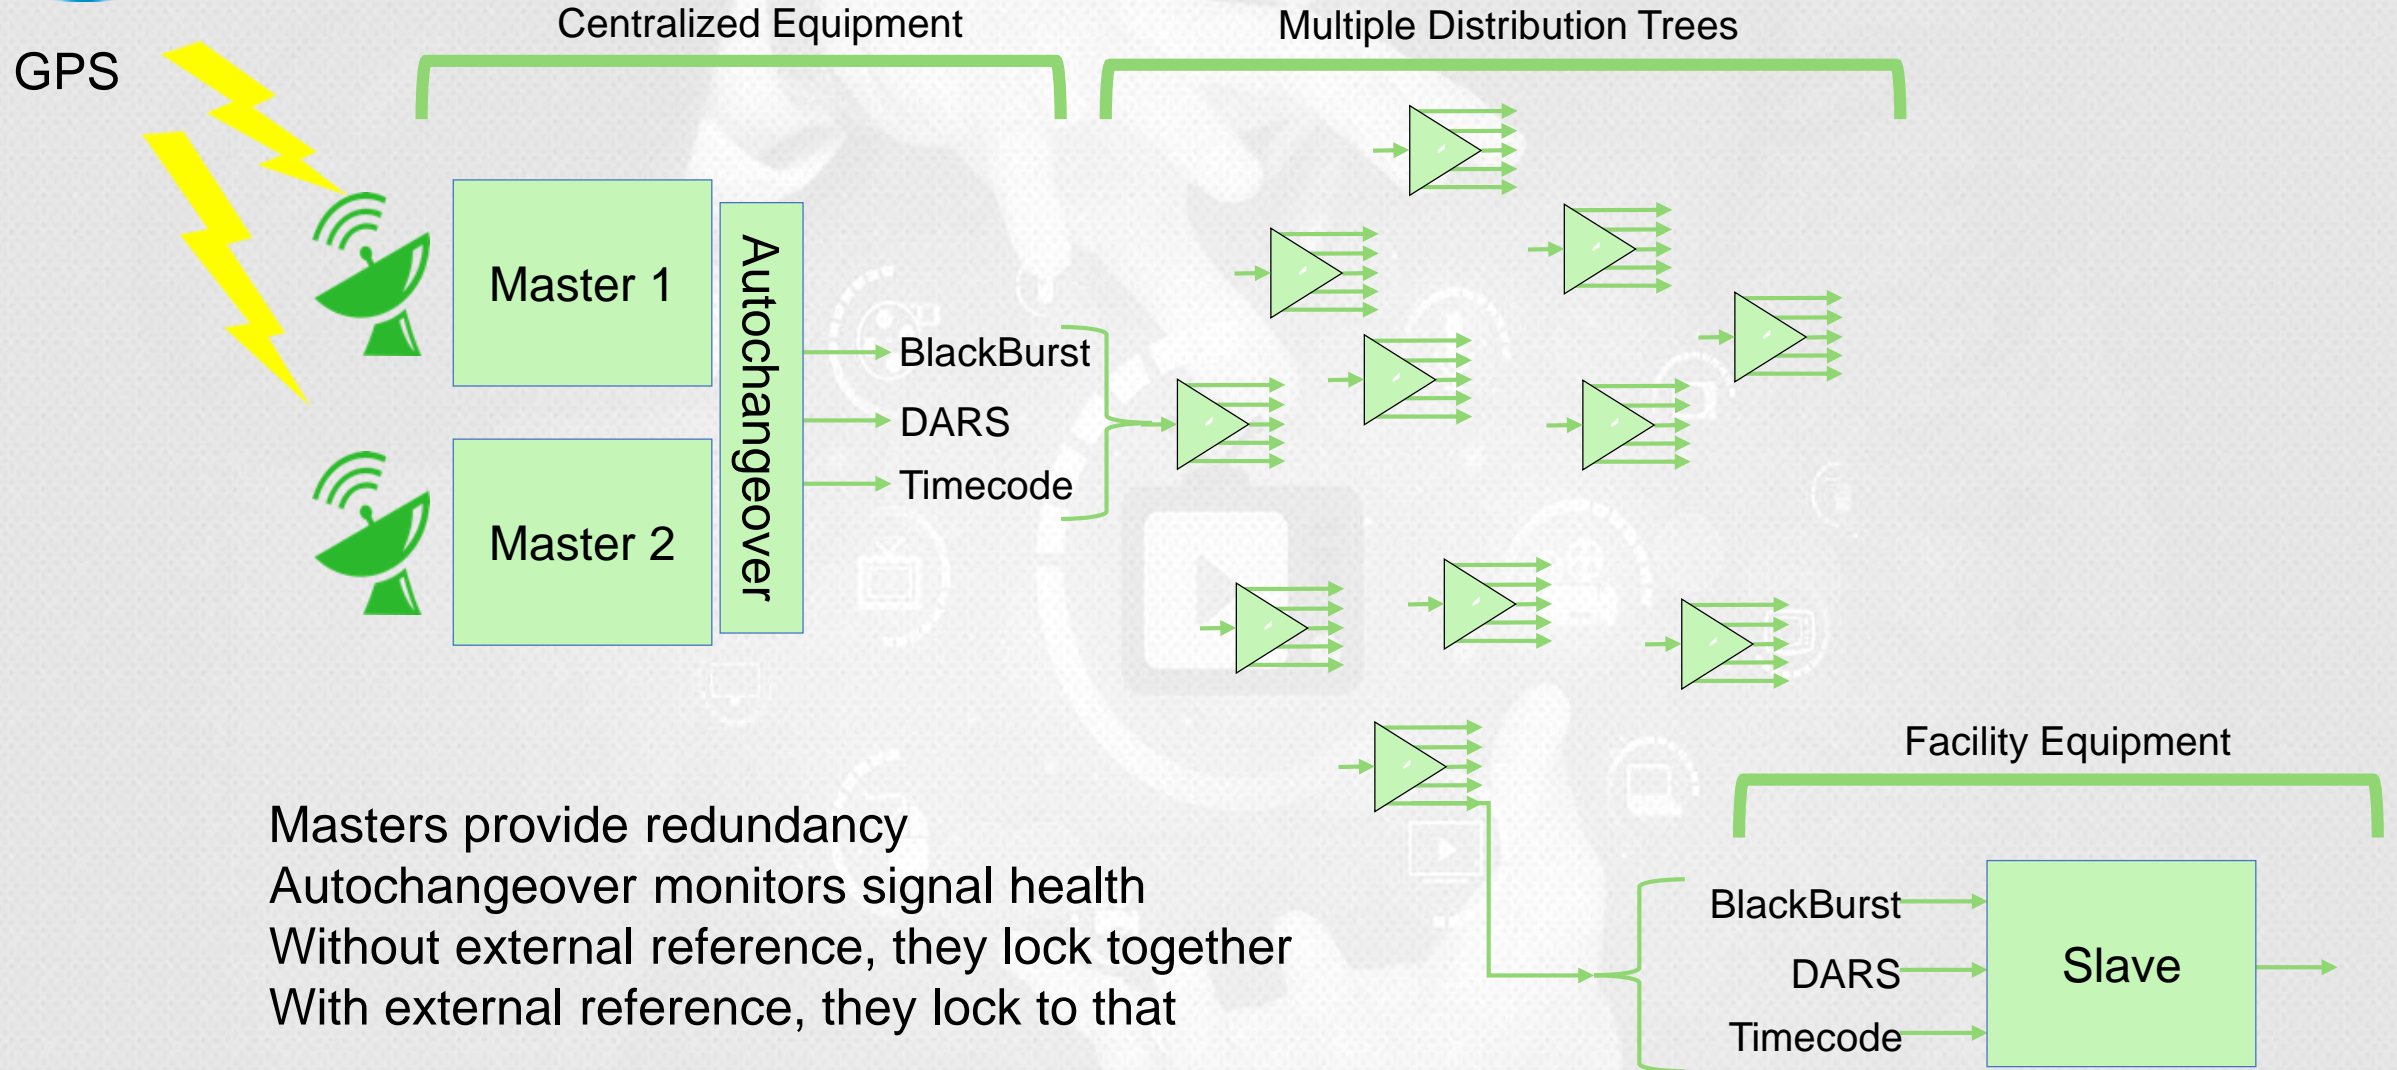 Centralized Equipment
Multiple Distribution Trees
GPS
Master 1
Autochangeover
BlackBurst
DARS
Timecode
Master 2
Facility Equipment
Masters provide redundancy
Autochangeover monitors signal health
Without external reference, they lock together
With external reference, they lock to that
BlackBurst
DARS
Timecode
Slave